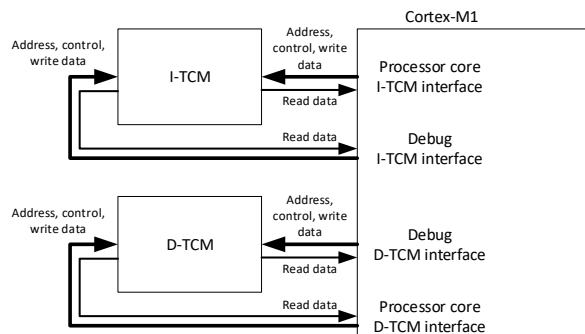 Cortex-M1
Address, control,
write data
I-TCM
Address,
control, write
data
Read data
Processor core
I-TCM interface
Read data
Debug
I-TCM interface
Address, control,
write data
D-TCM
Address,
control, write
data
Read data
Debug
D-TCM interface
Read data
Processor core
D-TCM interface